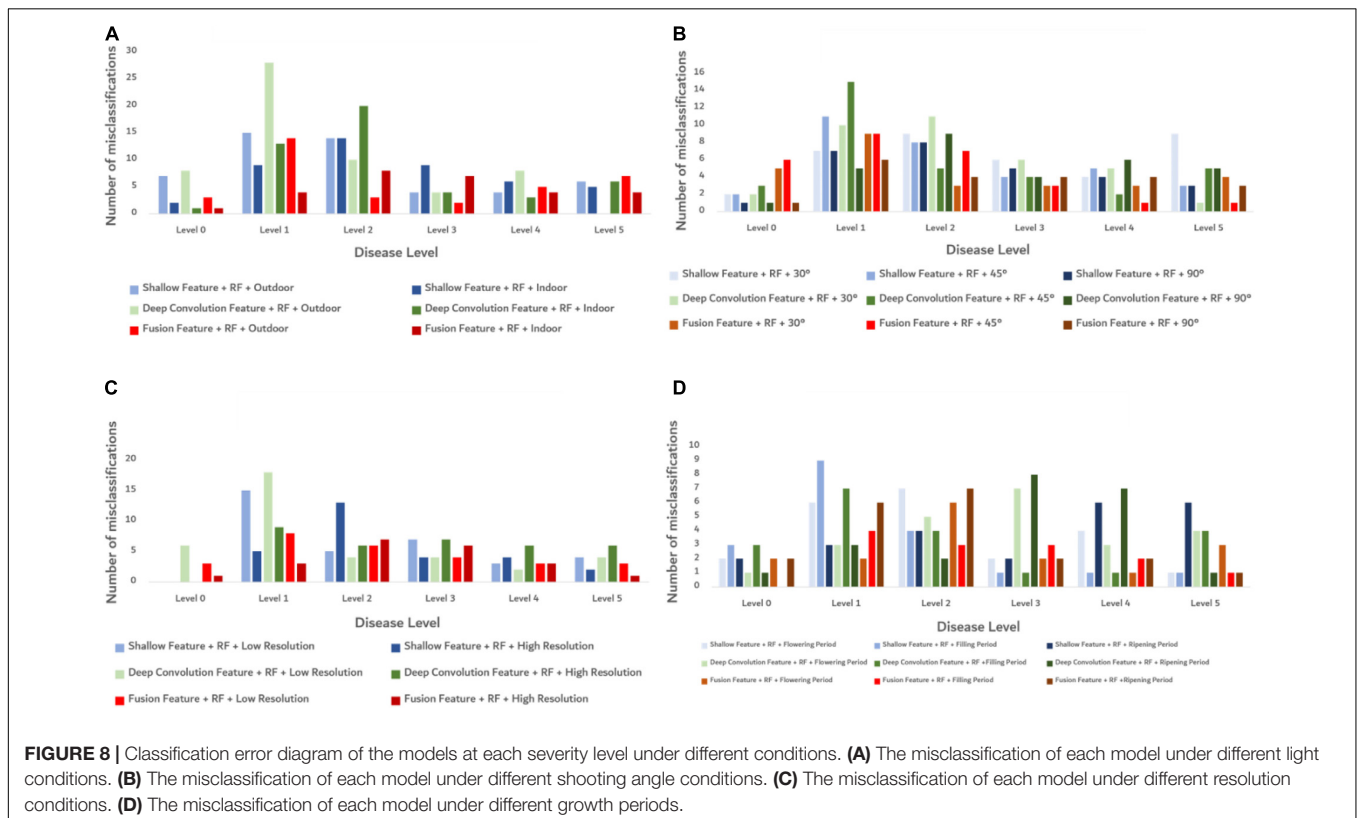 A
Number of misclassifications
30
25
20
15
10
5
0
Level 0 Level 1 Level 2 Level 3 Level 4 Level 5
Disease Level
Shallow Feature + RF + Outdoor Shallow Feature + RF + Indoor
Deep Convolution Feature + RF + Outdoor Deep Convolution Feature + RF + Indoor
Fusion Feature + RF + Outdoor Fusion Feature + RF + Indoor
B
Number of misclassifications
16
14
12
10
8
6
4
2
0
Level 0 Level 1 Level 2 Level 3 Level 4 Level 5
Disease Level
Shallow Feature + RF + 30º Shallow Feature + RF + 45º Shallow Feature + RF + 90º
Deep Convolution Feature + RF + 30º Deep Convolution Feature + RF + 45º Deep Convolution Feature + RF + 90º
Fusion Feature + RF + 30º Fusion Feature + RF + 45º Fusion Feature + RF + 90º
C
Number of misclassifications
20
15
10
5
0
Level 0 Level 1 Level 2 Level 3 Level 4 Level 5
Disease Level
Shallow Feature + RF + Low Resolution Shallow Feature + RF + High Resolution
Deep Convolution Feature + RF + Low Resolution Deep Convolution Feature + RF + High Resolution
Fusion Feature + RF + Low Resolution Fusion Feature + RF + High Resolution
D
Number of misclassifications
10
9
8
7
6
5
4
3
2
1
0
Level 0 Level 1 Level 2 Level 3 Level 4 Level 5
Disease Level
Shallow Feature + RF + Flowering Period Shallow Feature + RF + Filling Period Shallow Feature + RF + Ripening Period
Deep Convolution Feature + RF + Flowering Period Deep Convolution Feature + RF +Filling Period Deep Convolution Feature + RF + Ripening Period
Fusion Feature + RF + Flowering Period Fusion Feature + RF + Filling Period Fusion Feature + RF +Ripening Period
FIGURE 8 | Classification error diagram of the models at each severity level under different conditions. (A) The misclassification of each model under different light
conditions. (B) The misclassification of each model under different shooting angle conditions. (C) The misclassification of each model under different resolution
conditions. (D) The misclassification of each model under different growth periods.